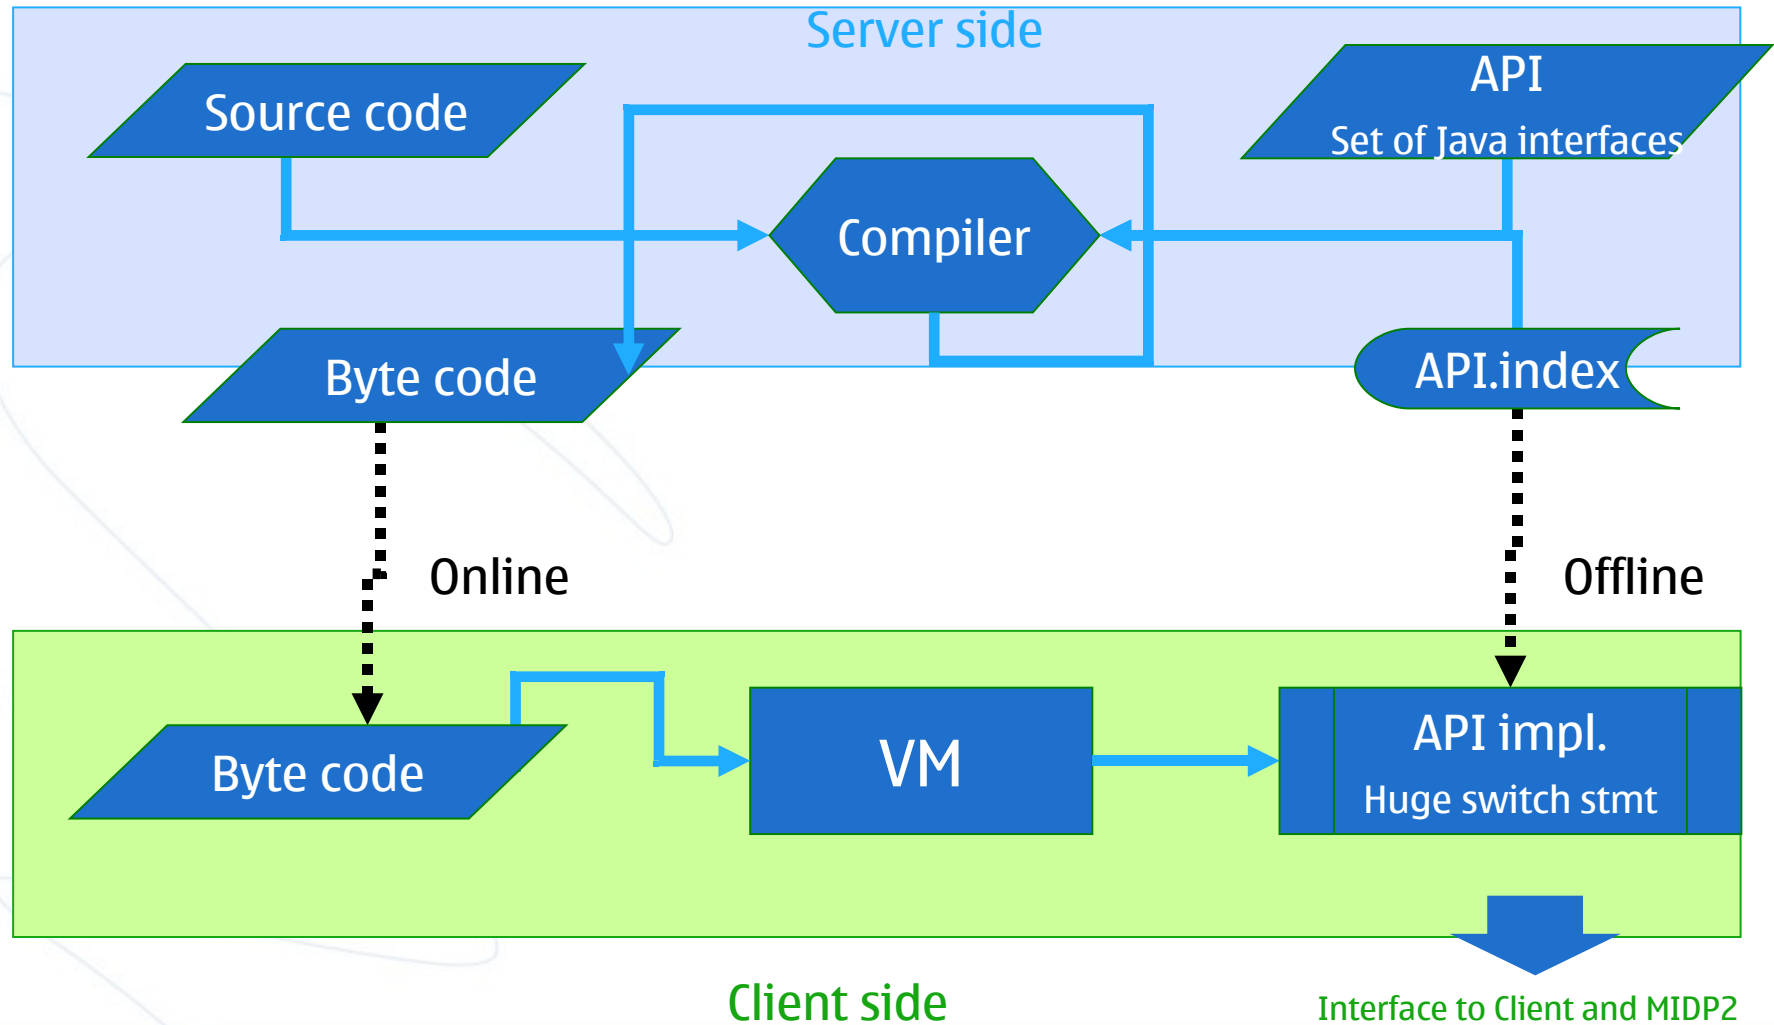 Server side
Source code
API
Set of Java interfaces
Compiler
Byte code
API.index
Online
Offline
Byte code
VM
API impl.
Huge switch stmt
Client side
Interface to Client and MIDP2